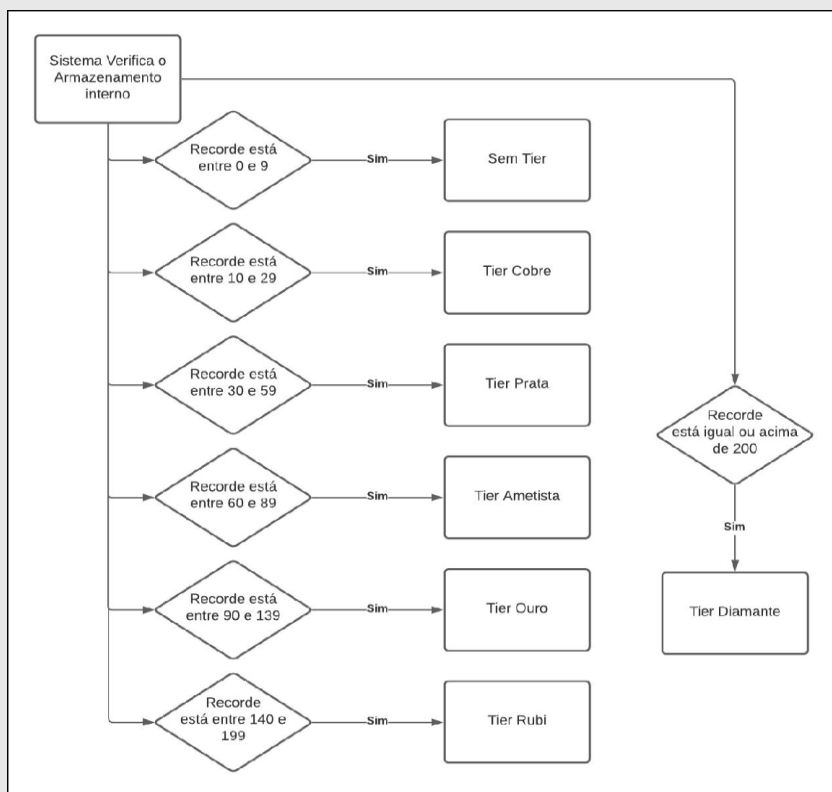 Sistema Verifica o
Armazenamento
interno
Recorde está
entre 0 e 9
Sim
Sem Tier
Recorde está
entre 10 e 29
Sim
Tier Cobre
Recorde está
entre 30 e 59
Sim
Tier Prata
Recorde está
entre 60 e 89
Sim
Tier Ametista
Recorde está
entre 90 e 139
Sim
Tier Ouro
Recorde
está entre 140 e
199
Sim
Tier Rubi
Recorde
está igual ou acima
de 200
Sim
Tier Diamante